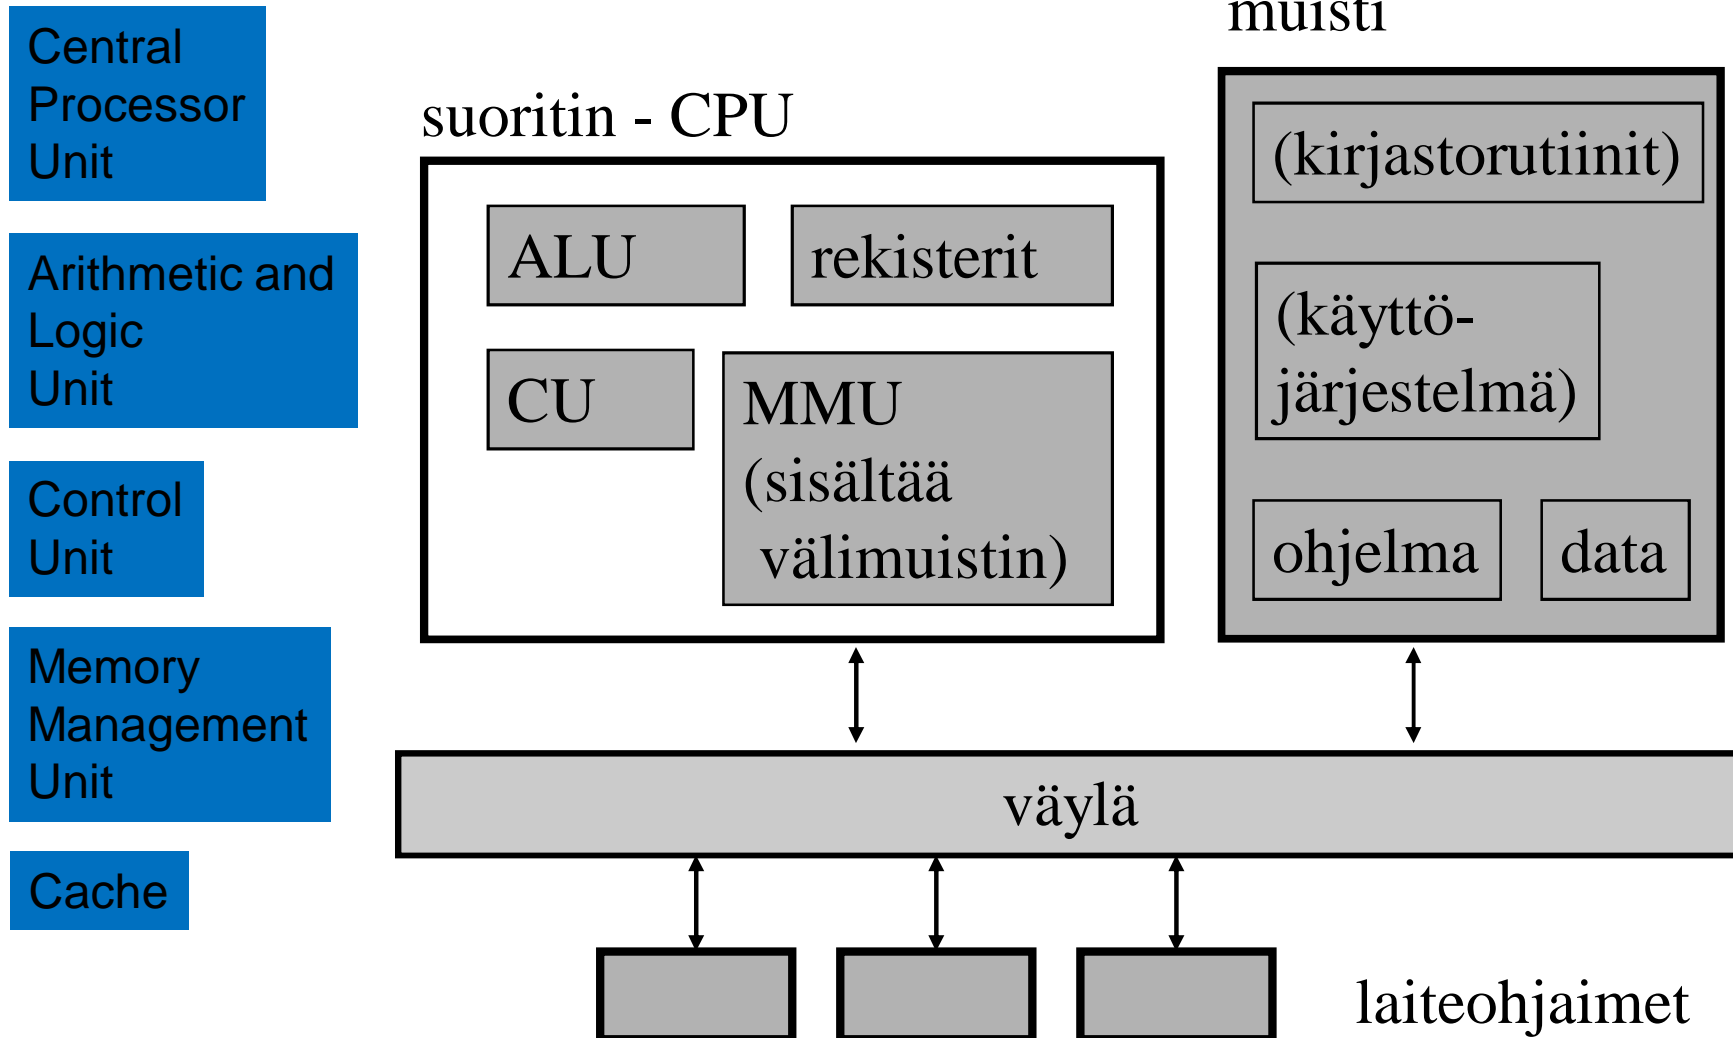 Central
Processor
Unit
Arithmetic and
Logic
Unit
Control
Unit
Memory
Management
Unit
Cache
suoritin - CPU
ALU
rekisterit
CU
MMU
(sisältää
välimuistin)
muisti
(kirjastorutiinit)
(käyttö-
järjestelmä)
ohjelma
data
väylä
laiteohjaimet